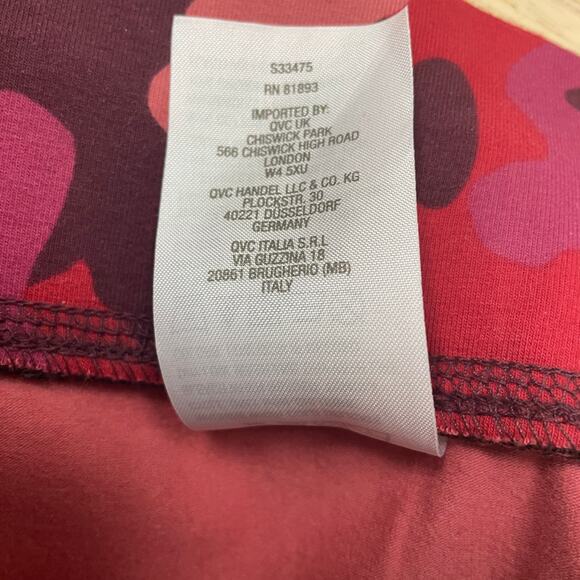 S33475
RN 81893
IMPORTED BY:
QVC UK
CHISWICK PARK
566 CHISWICK HIGH ROAD
LONDON
W4 5XU
QVC HANDEL LLC & CO. KG
PLOCKSTR. 30
40221 DÜSSELDORF
GERMANY
QVC ITALIA S.R.L
VIA GUZZINA 18
20861 BRUGHERIO (MB)
ITALY